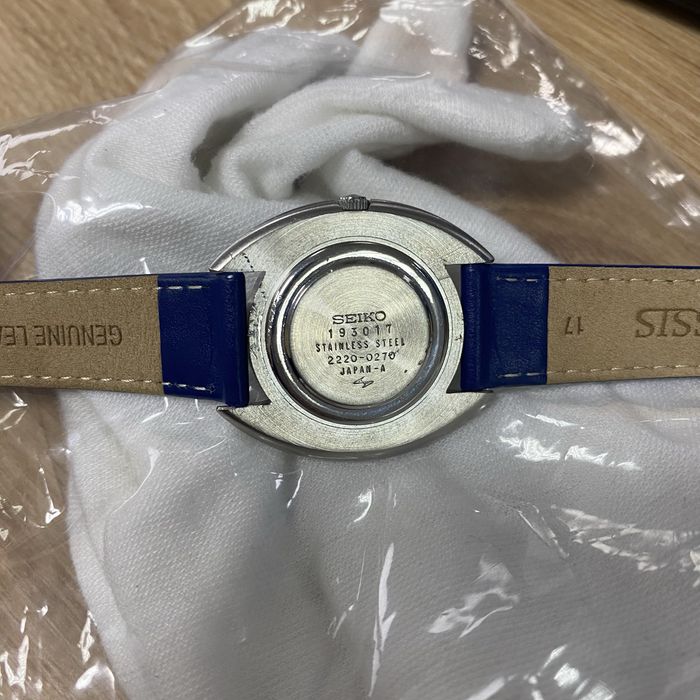 SEIKO
193017
STAINLESS STEEL
2220-0270
JAPAN-A
GENUINE LEA
17
SIS